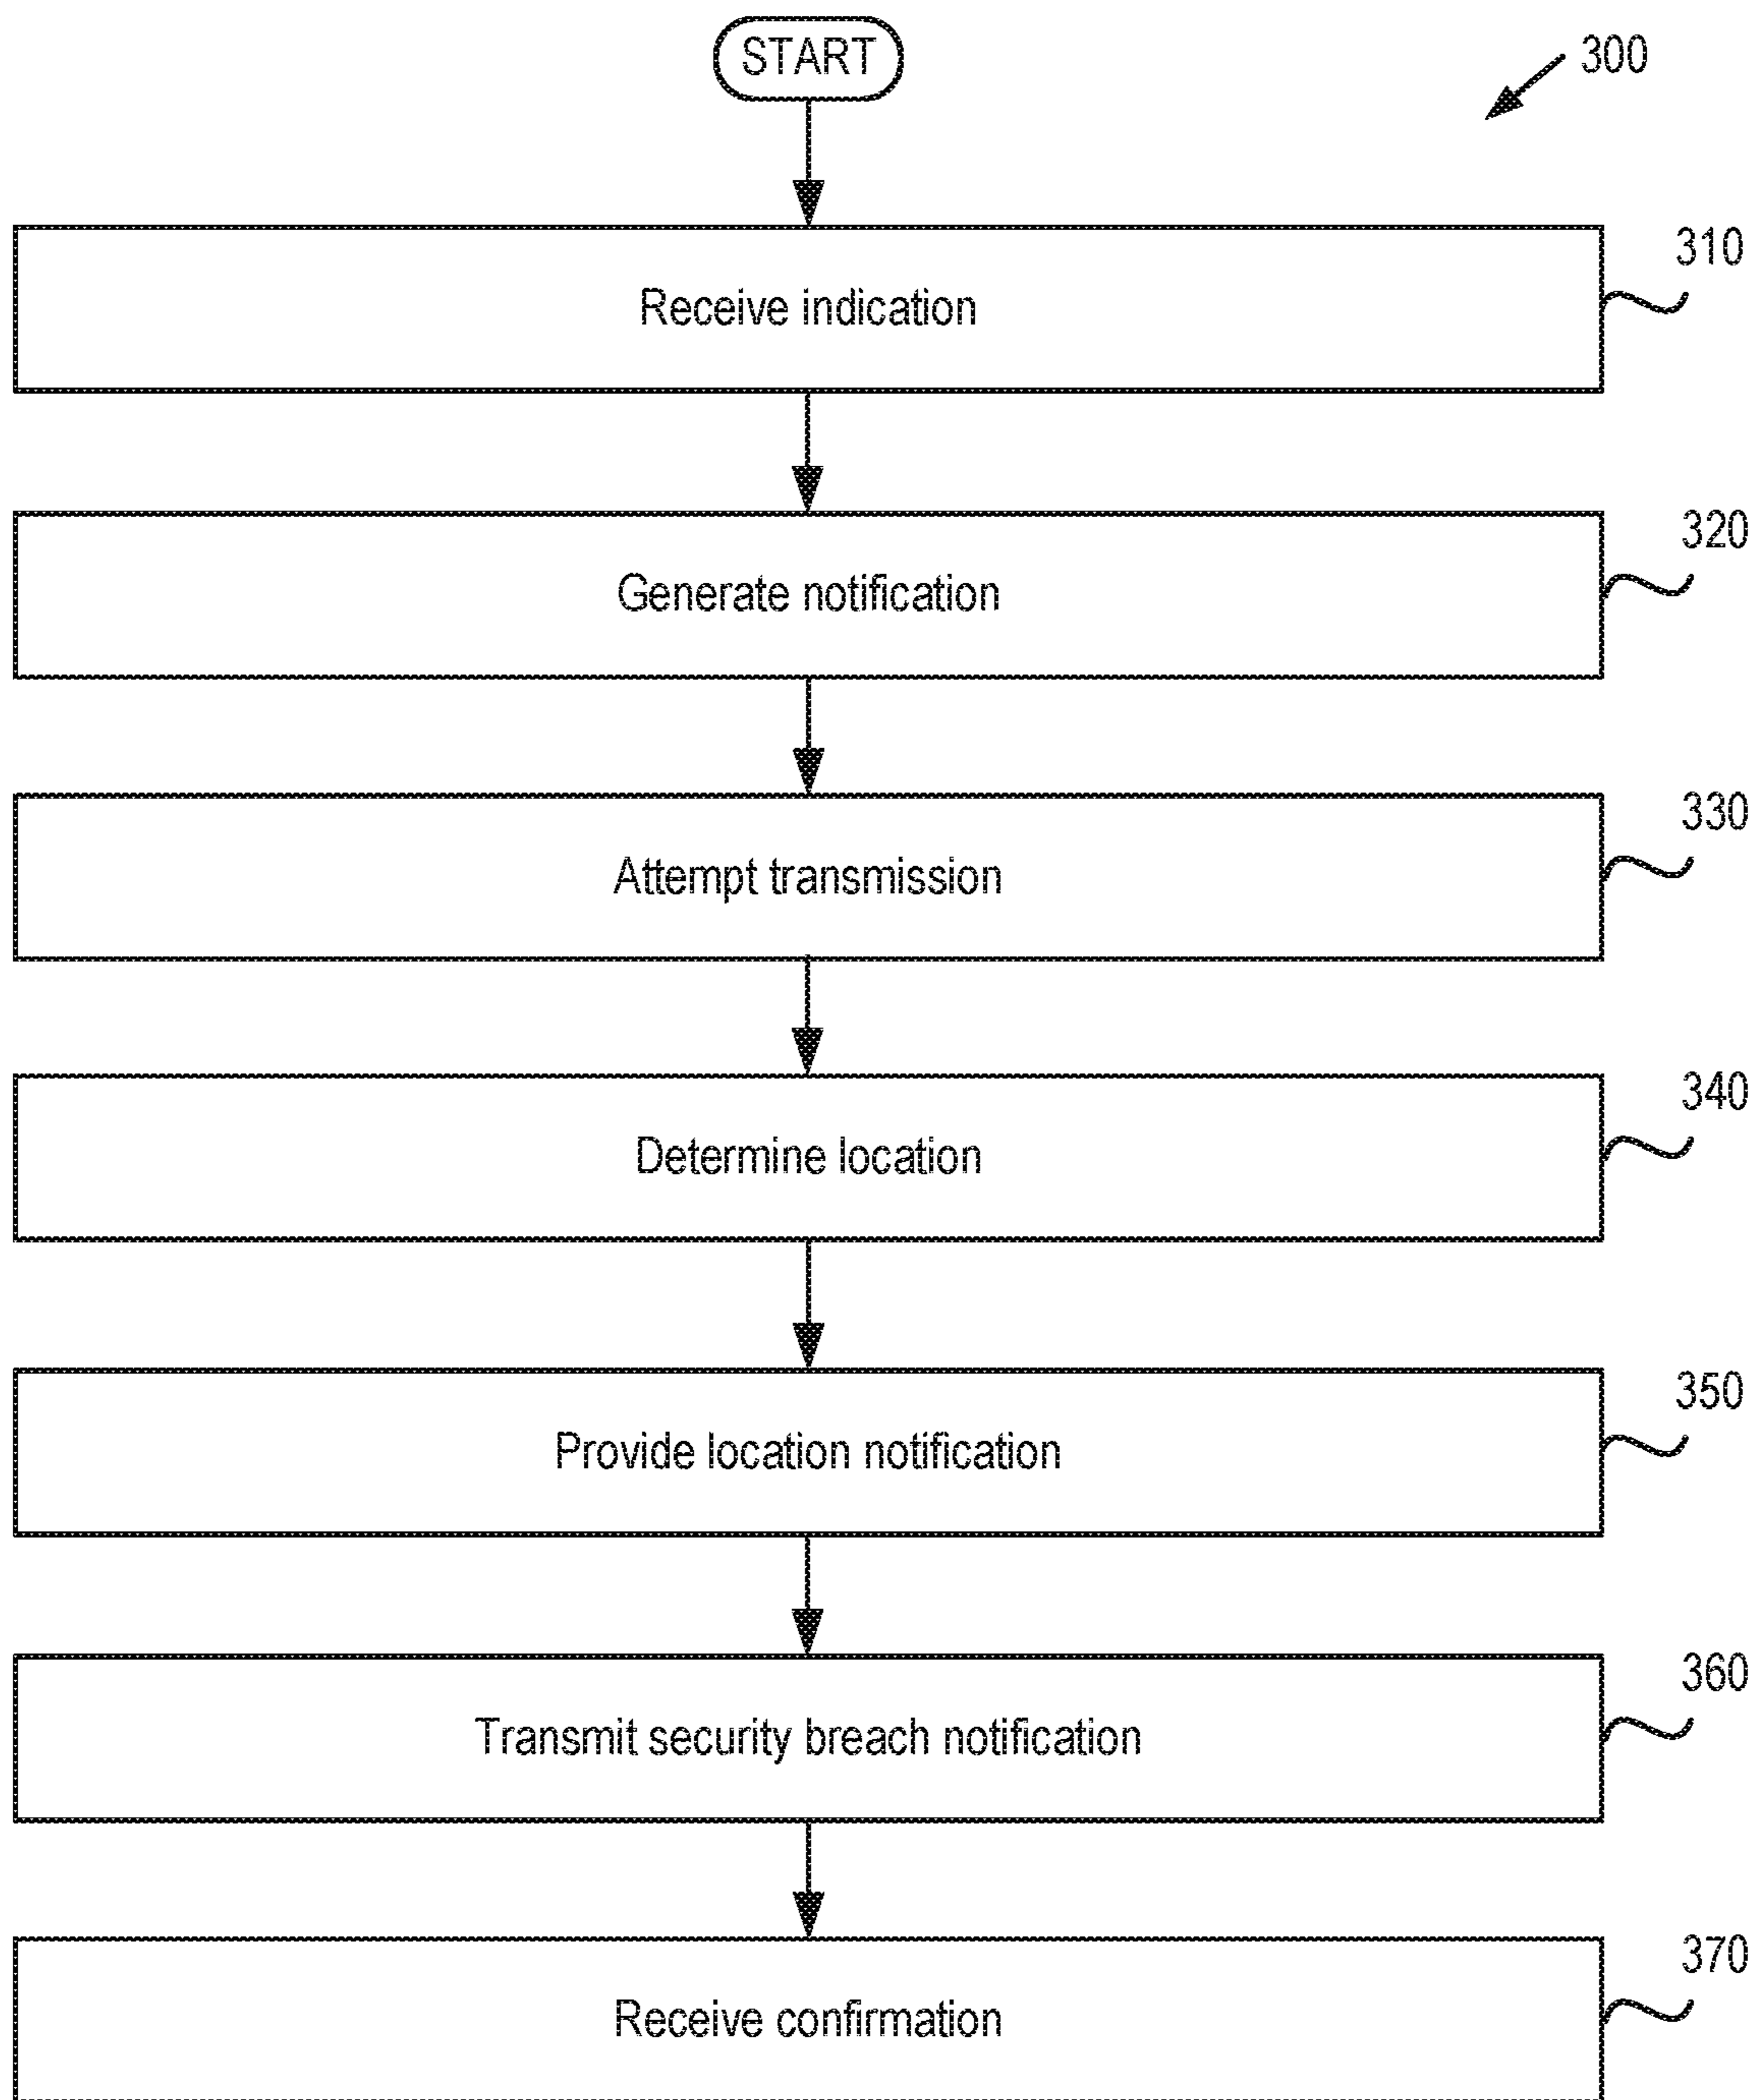 START
300
310
Receive indication
320
Generate notification
330
Attempt transmission
340
Determine location
350
Provide location notification
360
Transmit security breach notification
370
Receive confirmation